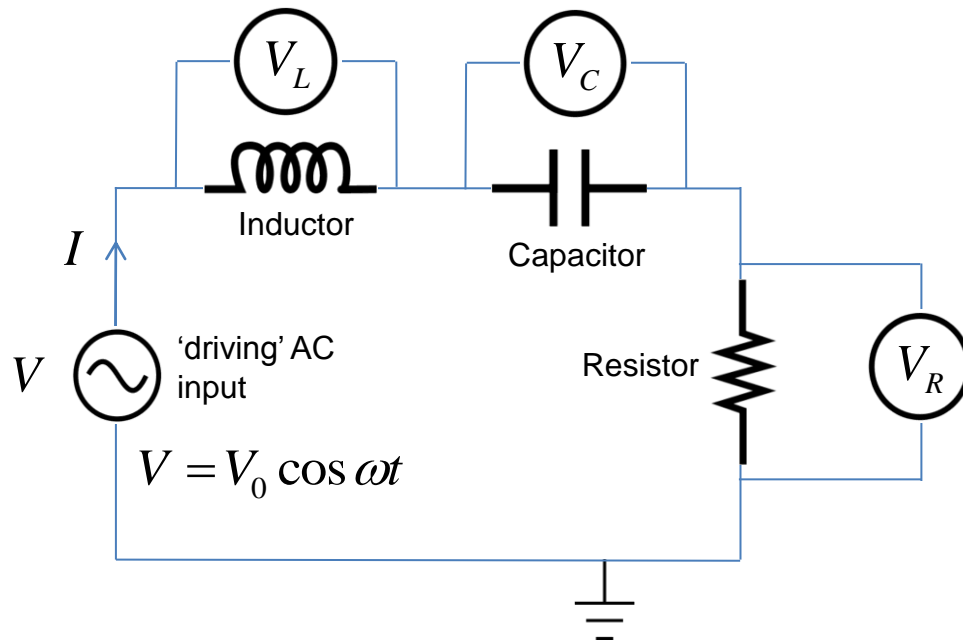 V_L
V_C
Inductor
Capacitor
I
‘driving’ AC
input
V
Resistor
V_R
V = V_0 cos ωt